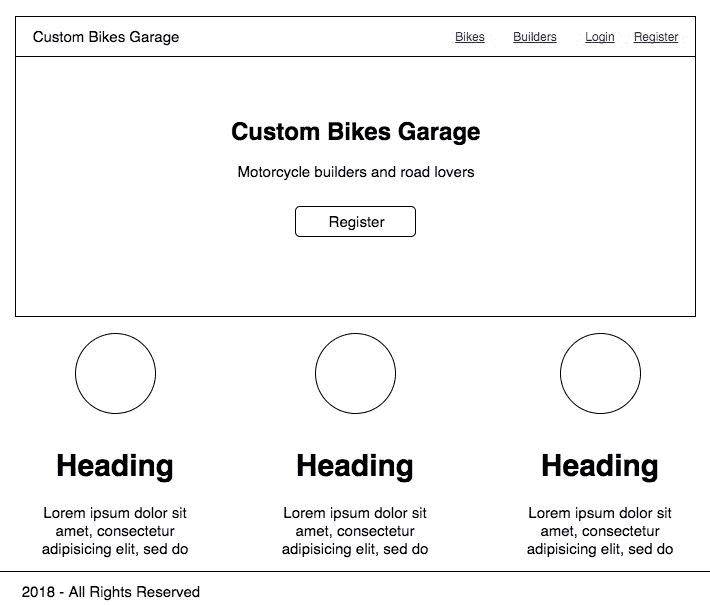 Custom Bikes Garage
Bikes
Builders
Login
Register
Custom Bikes Garage
Motorcycle builders and road lovers
Register
Heading
Lorem ipsum dolor sit
amet, consectetur
adipisicing elit, sed do
Heading
Lorem ipsum dolor sit
amet, consectetur
adipisicing elit, sed do
Heading
Lorem ipsum dolor sit
amet, consectetur
adipisicing elit, sed do
2018 - All Rights Reserved